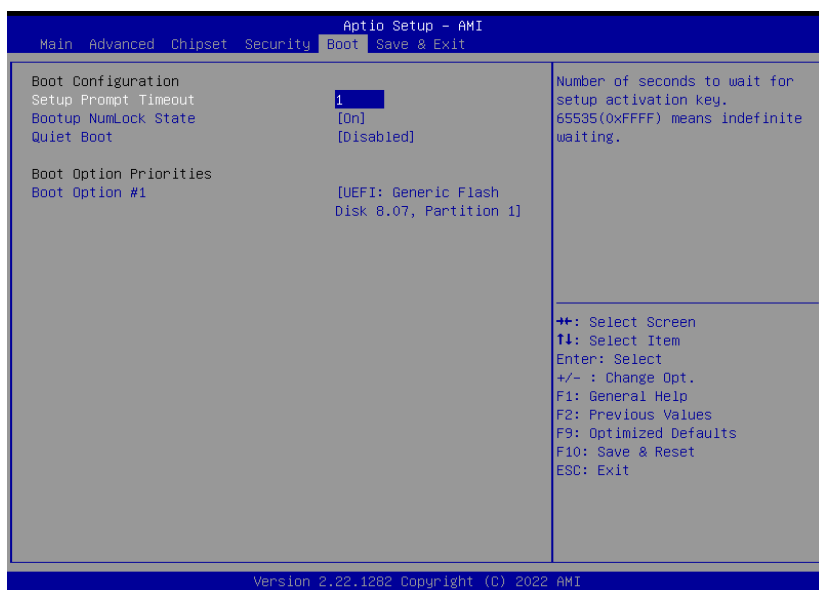 Aptio Setup – AMI
Main Advanced Chipset Security Boot Save & Exit
Boot Configuration
Setup Prompt Timeout 1
Bootup NumLock State [On]
Quiet Boot [Disabled]
Boot Option Priorities
Boot Option #1 [UEFI: Generic Flash
Disk 8.07, Partition 1]
Number of seconds to wait for
setup activation key.
65535(0xFFFF) means indefinite
waiting.
→←: Select Screen
↑↓: Select Item
Enter: Select
+/- : Change Opt.
F1: General Help
F2: Previous Values
F9: Optimized Defaults
F10: Save & Reset
ESC: Exit
Version 2.22.1282 Copyright (C) 2022 AMI